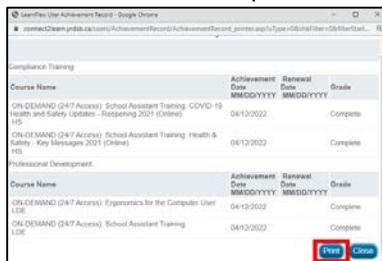 LearnFlex User Achievement Record - Google Chrome
connect2learn.yrdsb.ca/users/AchievementRecord/AchievementRecord_printer.asp?sType=0&chkFilter=0&filterStart...
Compliance Training
Course Name Achievement Date MM/DD/YYYY Renewal Date MM/DD/YYYY Grade
ON-DEMAND (24/7 Access): School Assistant Training: COVID-19
Health and Safety Updates - Reopening 2021 (Online)
HS 04/12/2022 Complete
ON-DEMAND (24/7 Access): School Assistant Training: Health &
Safety - Key Messages 2021 (Online)
HS 04/12/2022 Complete
Professional Development
Course Name Achievement Date MM/DD/YYYY Renewal Date MM/DD/YYYY Grade
ON-DEMAND (24/7 Access): Ergonomics for the Computer User
LDE 04/12/2022 Complete
ON-DEMAND (24/7 Access): School Assistant Training
LDE 04/12/2022 Complete
Print Close